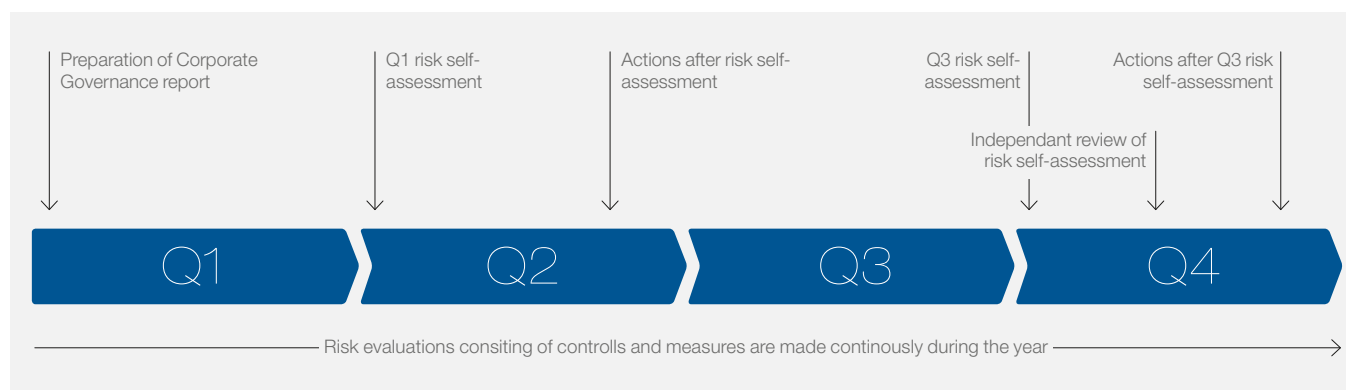 Preparation of Corporate
Governance report
Q1 risk self-
assessment
Actions after risk self-
assessment
Q3 risk self-
assessment
Actions after Q3 risk
self-assessment
Independant review of
risk self-assessment
Q1
Q2
Q3
Q4
Risk evaluations consiting of controlls and measures are made continously during the year